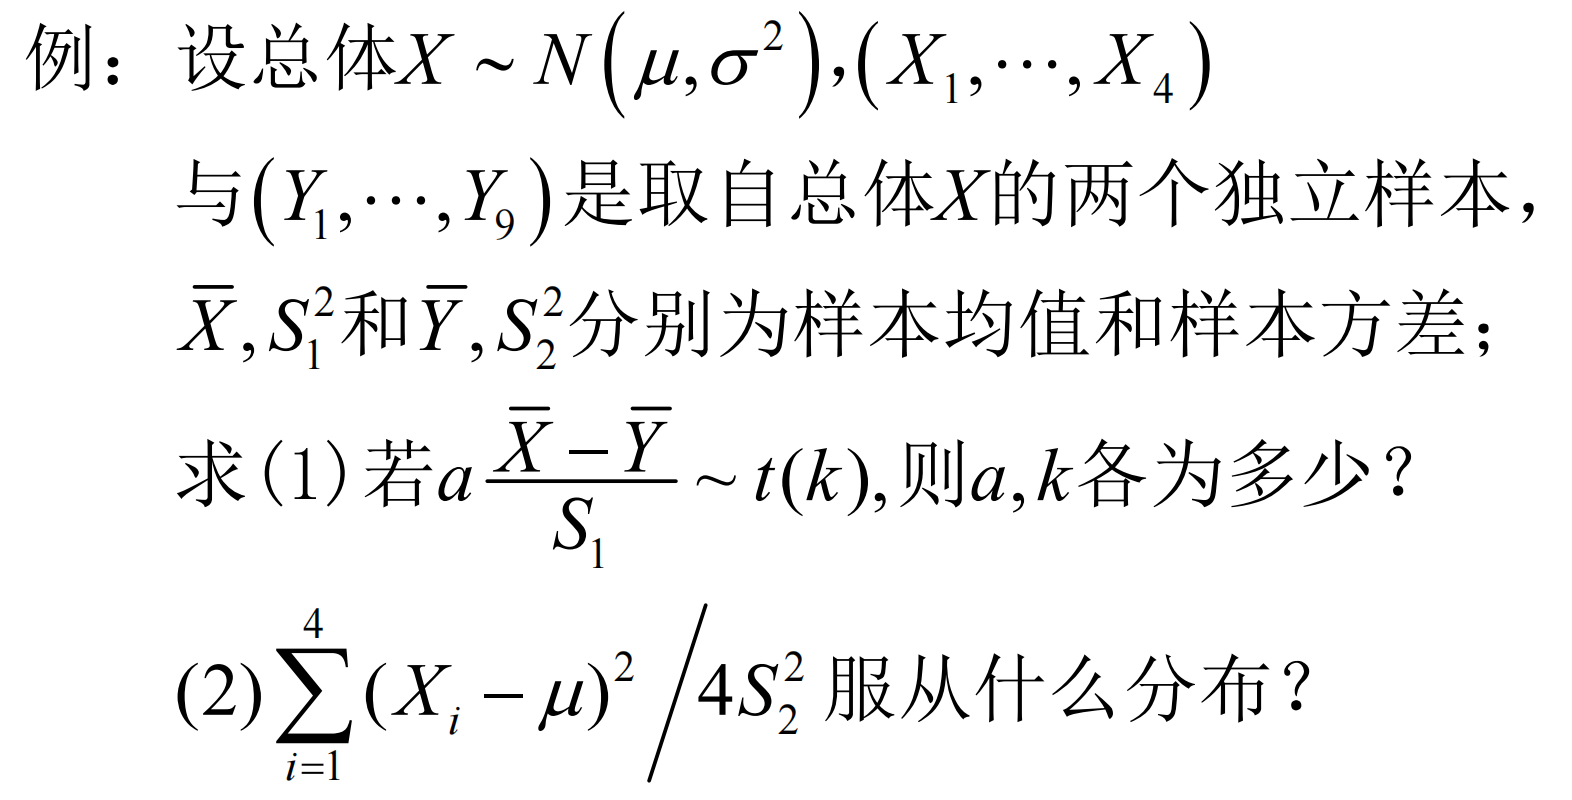 例：设总体X ~ N(μ,σ²),(X₁,⋯,X₄)
与(Y₁,⋯,Y₉)是取自总体X的两个独立样本，
X̄,S₁²和Ȳ,S₂²分别为样本均值和样本方差；
求(1)若a (X̄－Ȳ)/S₁ ~ t(k),则a,k各为多少？
(2)∑_{i=1}^{4}(Xᵢ－μ)²/4S₂² 服从什么分布？